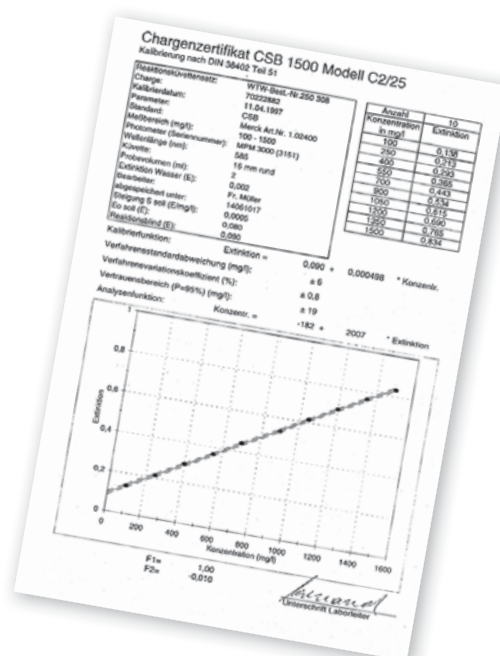 Chargenzertifikat CSB 1500 Modell C2/25
Kalibrierung nach DIN 38402 Teil 51
Reaktionsküvettensatz: WTW-Best.-Nr.250 308
Charge: 70222882
Kalibrierdatum: 11.04.1997
Parameter: CSB
Standard: Merck Art.Nr. 1.02400
Meßbereich (mg/l): 100 - 1500
Photometer (Seriennummer): MPM 3000 (3151)
Wellenlänge (nm): 585
Küvette: 16 mm rund
Probevolumen (ml): 2
Extinktion Wasser (E): 0,002
Bearbeiter: Fr. Müller
abgespeichert unter: 14061017
Steigung S soll (E/mg/l): 0,0005
Eo soll (E): 0,080
Reaktionsblind (E): 0,090
Anzahl 10
Konzentration in mg/l Extinktion
100 0,138
250 0,213
400 0,293
550 0,365
700 0,443
900 0,534
1050 0,615
1200 0,690
1350 0,765
1500 0,834
Kalibrierfunktion: Extinktion = 0,090 + 0,000498 * Konzentr.
Verfahrensstandardabweichung (mg/l): ± 6
Verfahrensvariationskoeffizient (%): ± 0,8
Vertrauensbereich (P=95%) (mg/l): ± 19
Analysenfunktion: Konzentr. = -182 + 2007 * Extinktion
1
0,8
0,6
0,4
0,2
0
Extinktion
0 200 400 600 800 1000 1200 1400 1600
Konzentration (mg/l)
F1= 1,00
F2= -0,010
Unterschrift Laborleiter